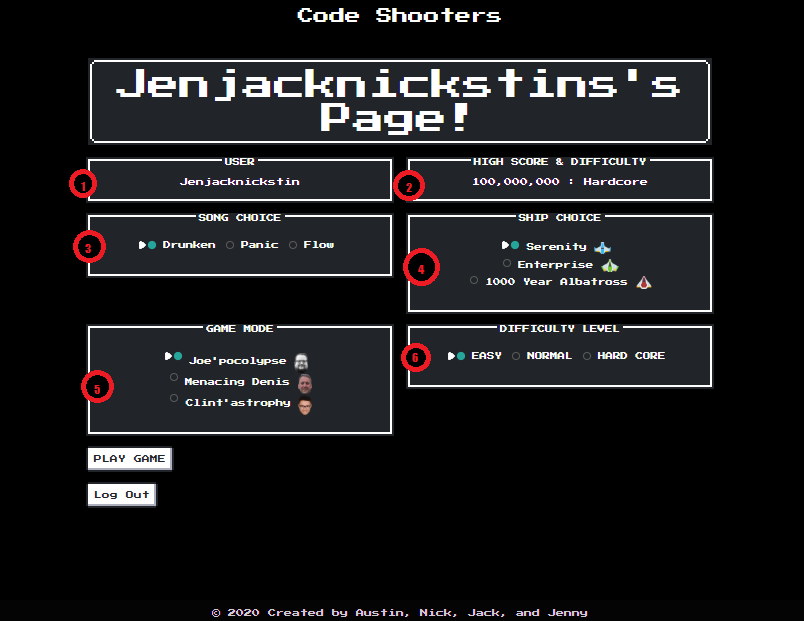 Code Shooters
Jenjacknickstins's
Page!
USER
1
Jenjacknickstin
HIGH SCORE & DIFFICULTY
2
100,000,000 : Hardcore
SONG CHOICE
3
Drunken Panic Flow
SHIP CHOICE
4
Serenity
Enterprise
1000 Year Albatross
GAME MODE
5
Joe'pocolypse
Menacing Denis
Clint'astrophy
DIFFICULTY LEVEL
6
EASY NORMAL HARD CORE
PLAY GAME
Log Out
© 2020 Created by Austin, Nick, Jack, and Jenny